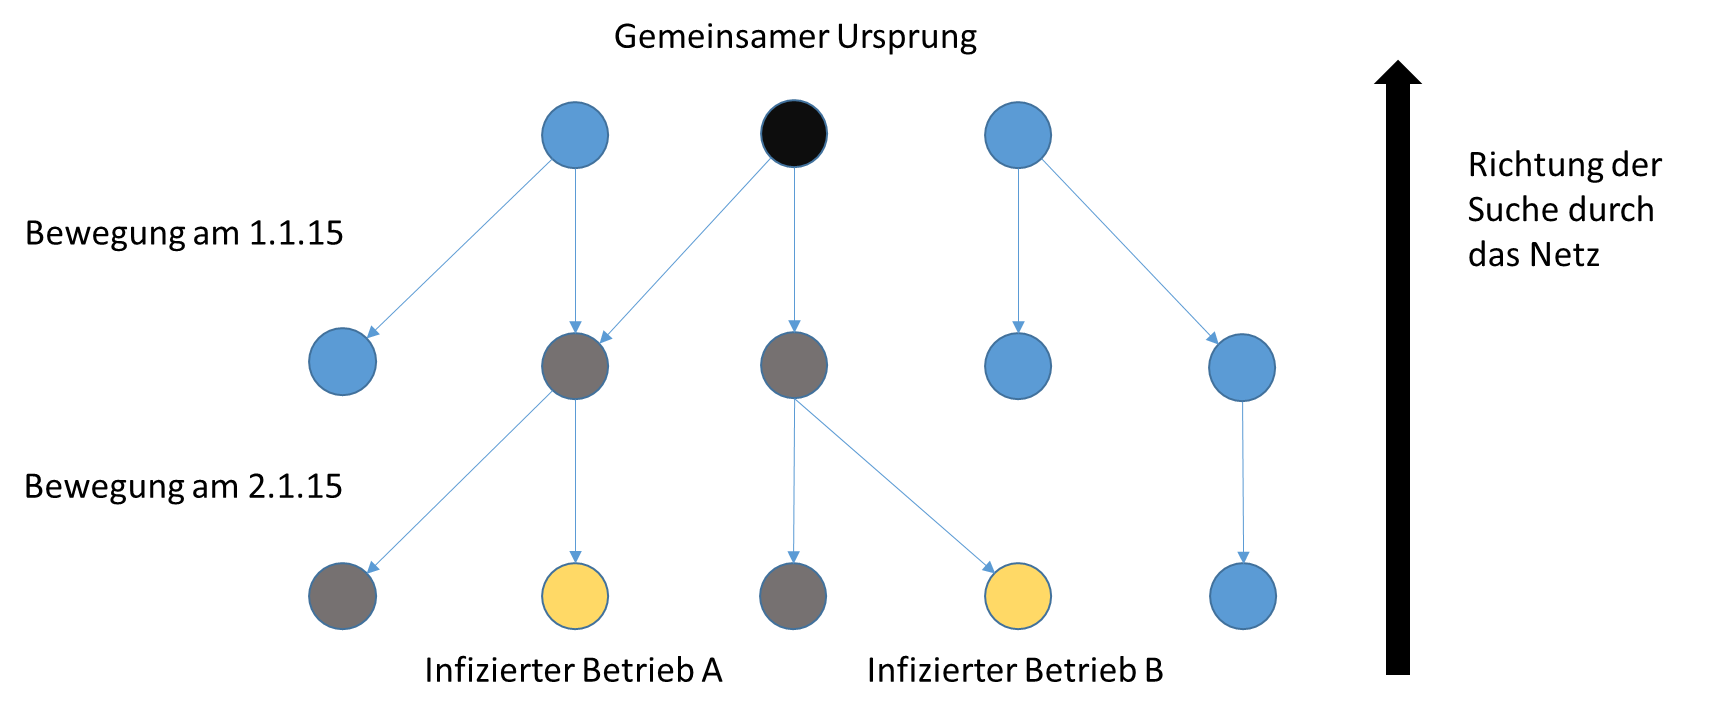 Gemeinsamer Ursprung
Bewegung am 1.1.15
Richtung der
Suche durch
das Netz
Bewegung am 2.1.15
Infizierter Betrieb A
Infizierter Betrieb B